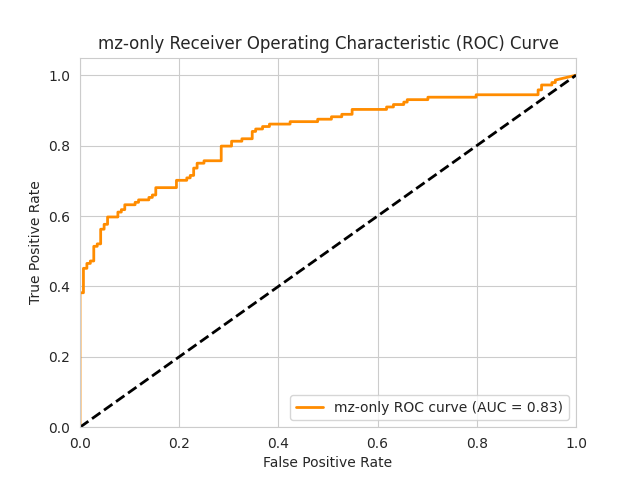 mz-only Receiver Operating Characteristic (ROC) Curve
1.0
0.8
0.6
0.4
0.2
0.0
True Positive Rate
mz-only ROC curve (AUC = 0.83)
0.0 0.2 0.4 0.6 0.8 1.0
False Positive Rate